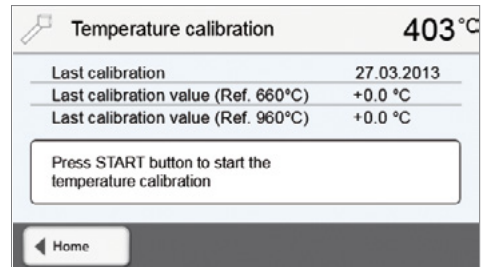 Temperature calibration 403 °C
Last calibration 27.03.2013
Last calibration value (Ref. 660°C) +0.0 °C
Last calibration value (Ref. 960°C) +0.0 °C
Press START button to start the
temperature calibration
Home